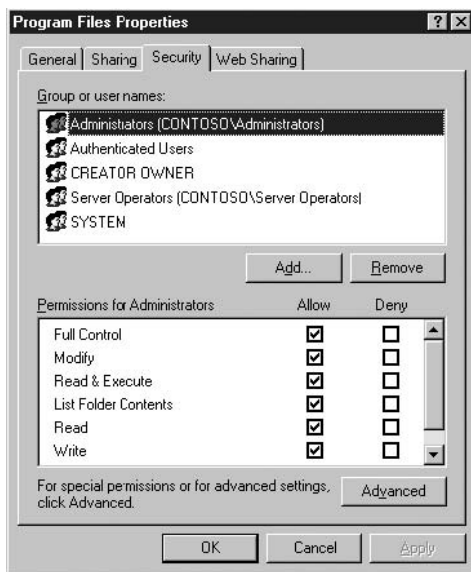 Program Files Properties
General Sharing Security Web Sharing
Group or user names:
Administrators (CONTOSO\Administrators)
Authenticated Users
CREATOR OWNER
Server Operators (CONTOSO\Server Operators)
SYSTEM
Add... Remove
Permissions for Administrators Allow Deny
Full Control
Modify
Read & Execute
List Folder Contents
Read
Write
For special permissions or for advanced settings, Advanced
click Advanced.
OK Cancel Apply